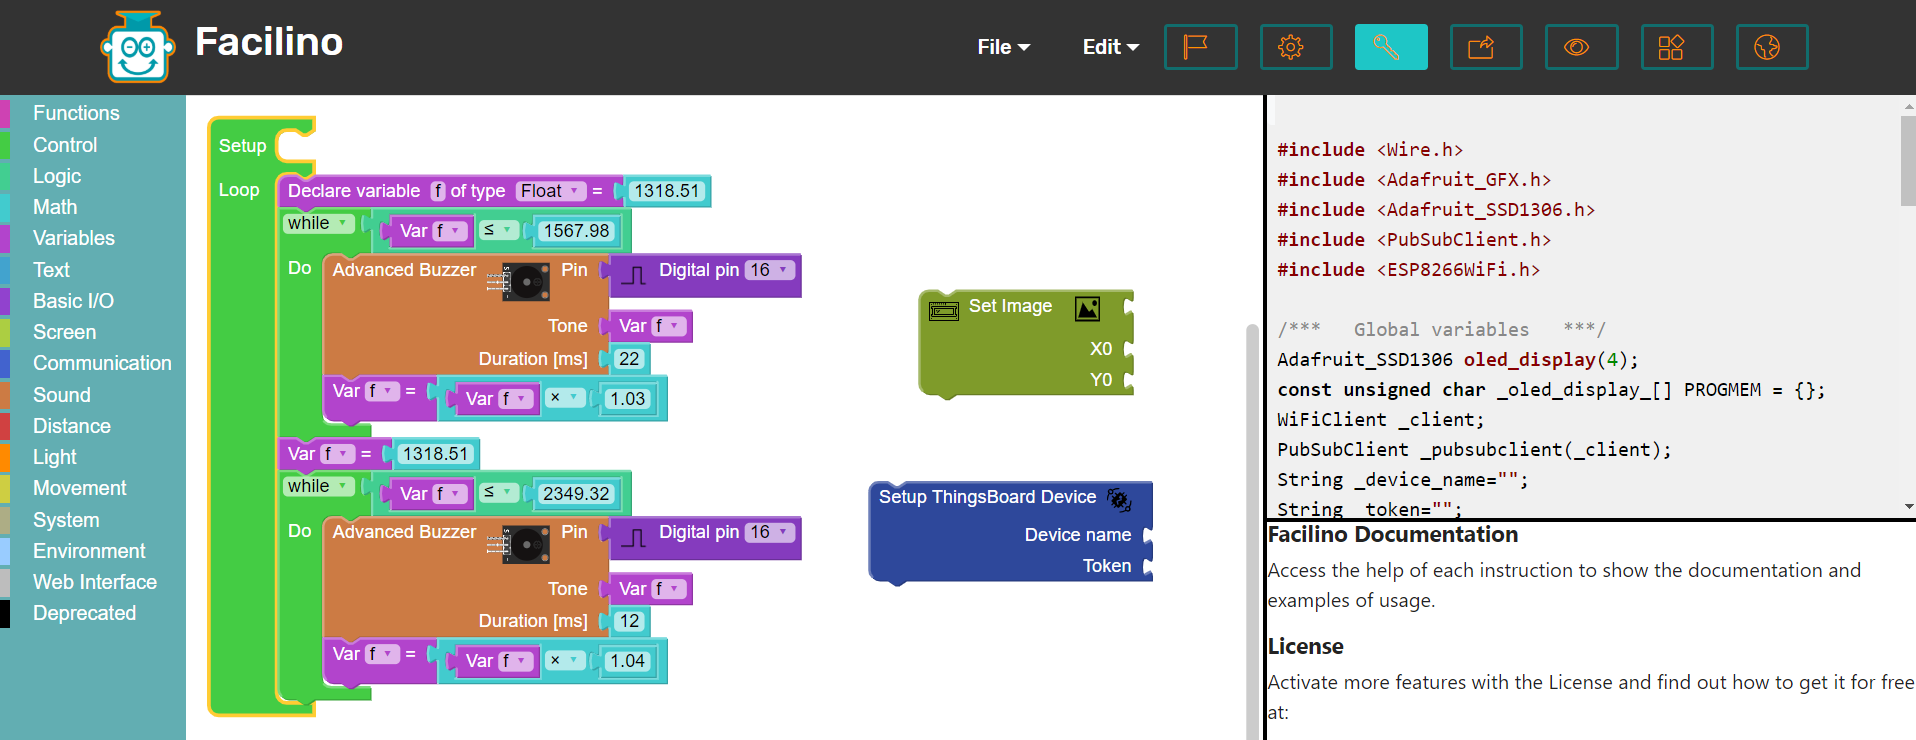 Facilino
File
Edit
Functions
Control
Logic
Math
Variables
Text
Basic I/O
Screen
Communication
Sound
Distance
Light
Movement
System
Environment
Web Interface
Deprecated
Setup
Loop
Declare variable f of type Float = 1318.51
while Var f ≤ 1567.98
Do Advanced Buzzer Pin Digital pin 16
Tone Var f
Duration [ms] 22
Var f = Var f × 1.03
Var f = 1318.51
while Var f ≤ 2349.32
Do Advanced Buzzer Pin Digital pin 16
Tone Var f
Duration [ms] 12
Var f = Var f × 1.04
Set Image
X0
Y0
Setup ThingsBoard Device
Device name
Token
#include <Wire.h>
#include <Adafruit_GFX.h>
#include <Adafruit_SSD1306.h>
#include <PubSubClient.h>
#include <ESP8266WiFi.h>
/*** Global variables ***/
Adafruit_SSD1306 oled_display(4);
const unsigned char _oled_display_[] PROGMEM = {};
WiFiClient _client;
PubSubClient _pubsubclient(_client);
String _device_name="";
String _token="";
Facilino Documentation
Access the help of each instruction to show the documentation and
examples of usage.
License
Activate more features with the License and find out how to get it for free
at: